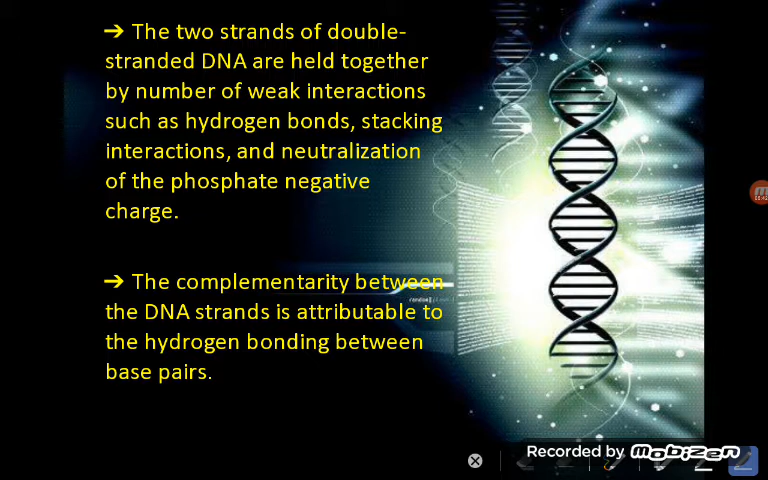 ➔ The two strands of double-
stranded DNA are held together
by number of weak interactions
such as hydrogen bonds, stacking
interactions, and neutralization
of the phosphate negative
charge.
➔ The complementarity between
the DNA strands is attributable to
the hydrogen bonding between
base pairs.
Recorded by mobizen